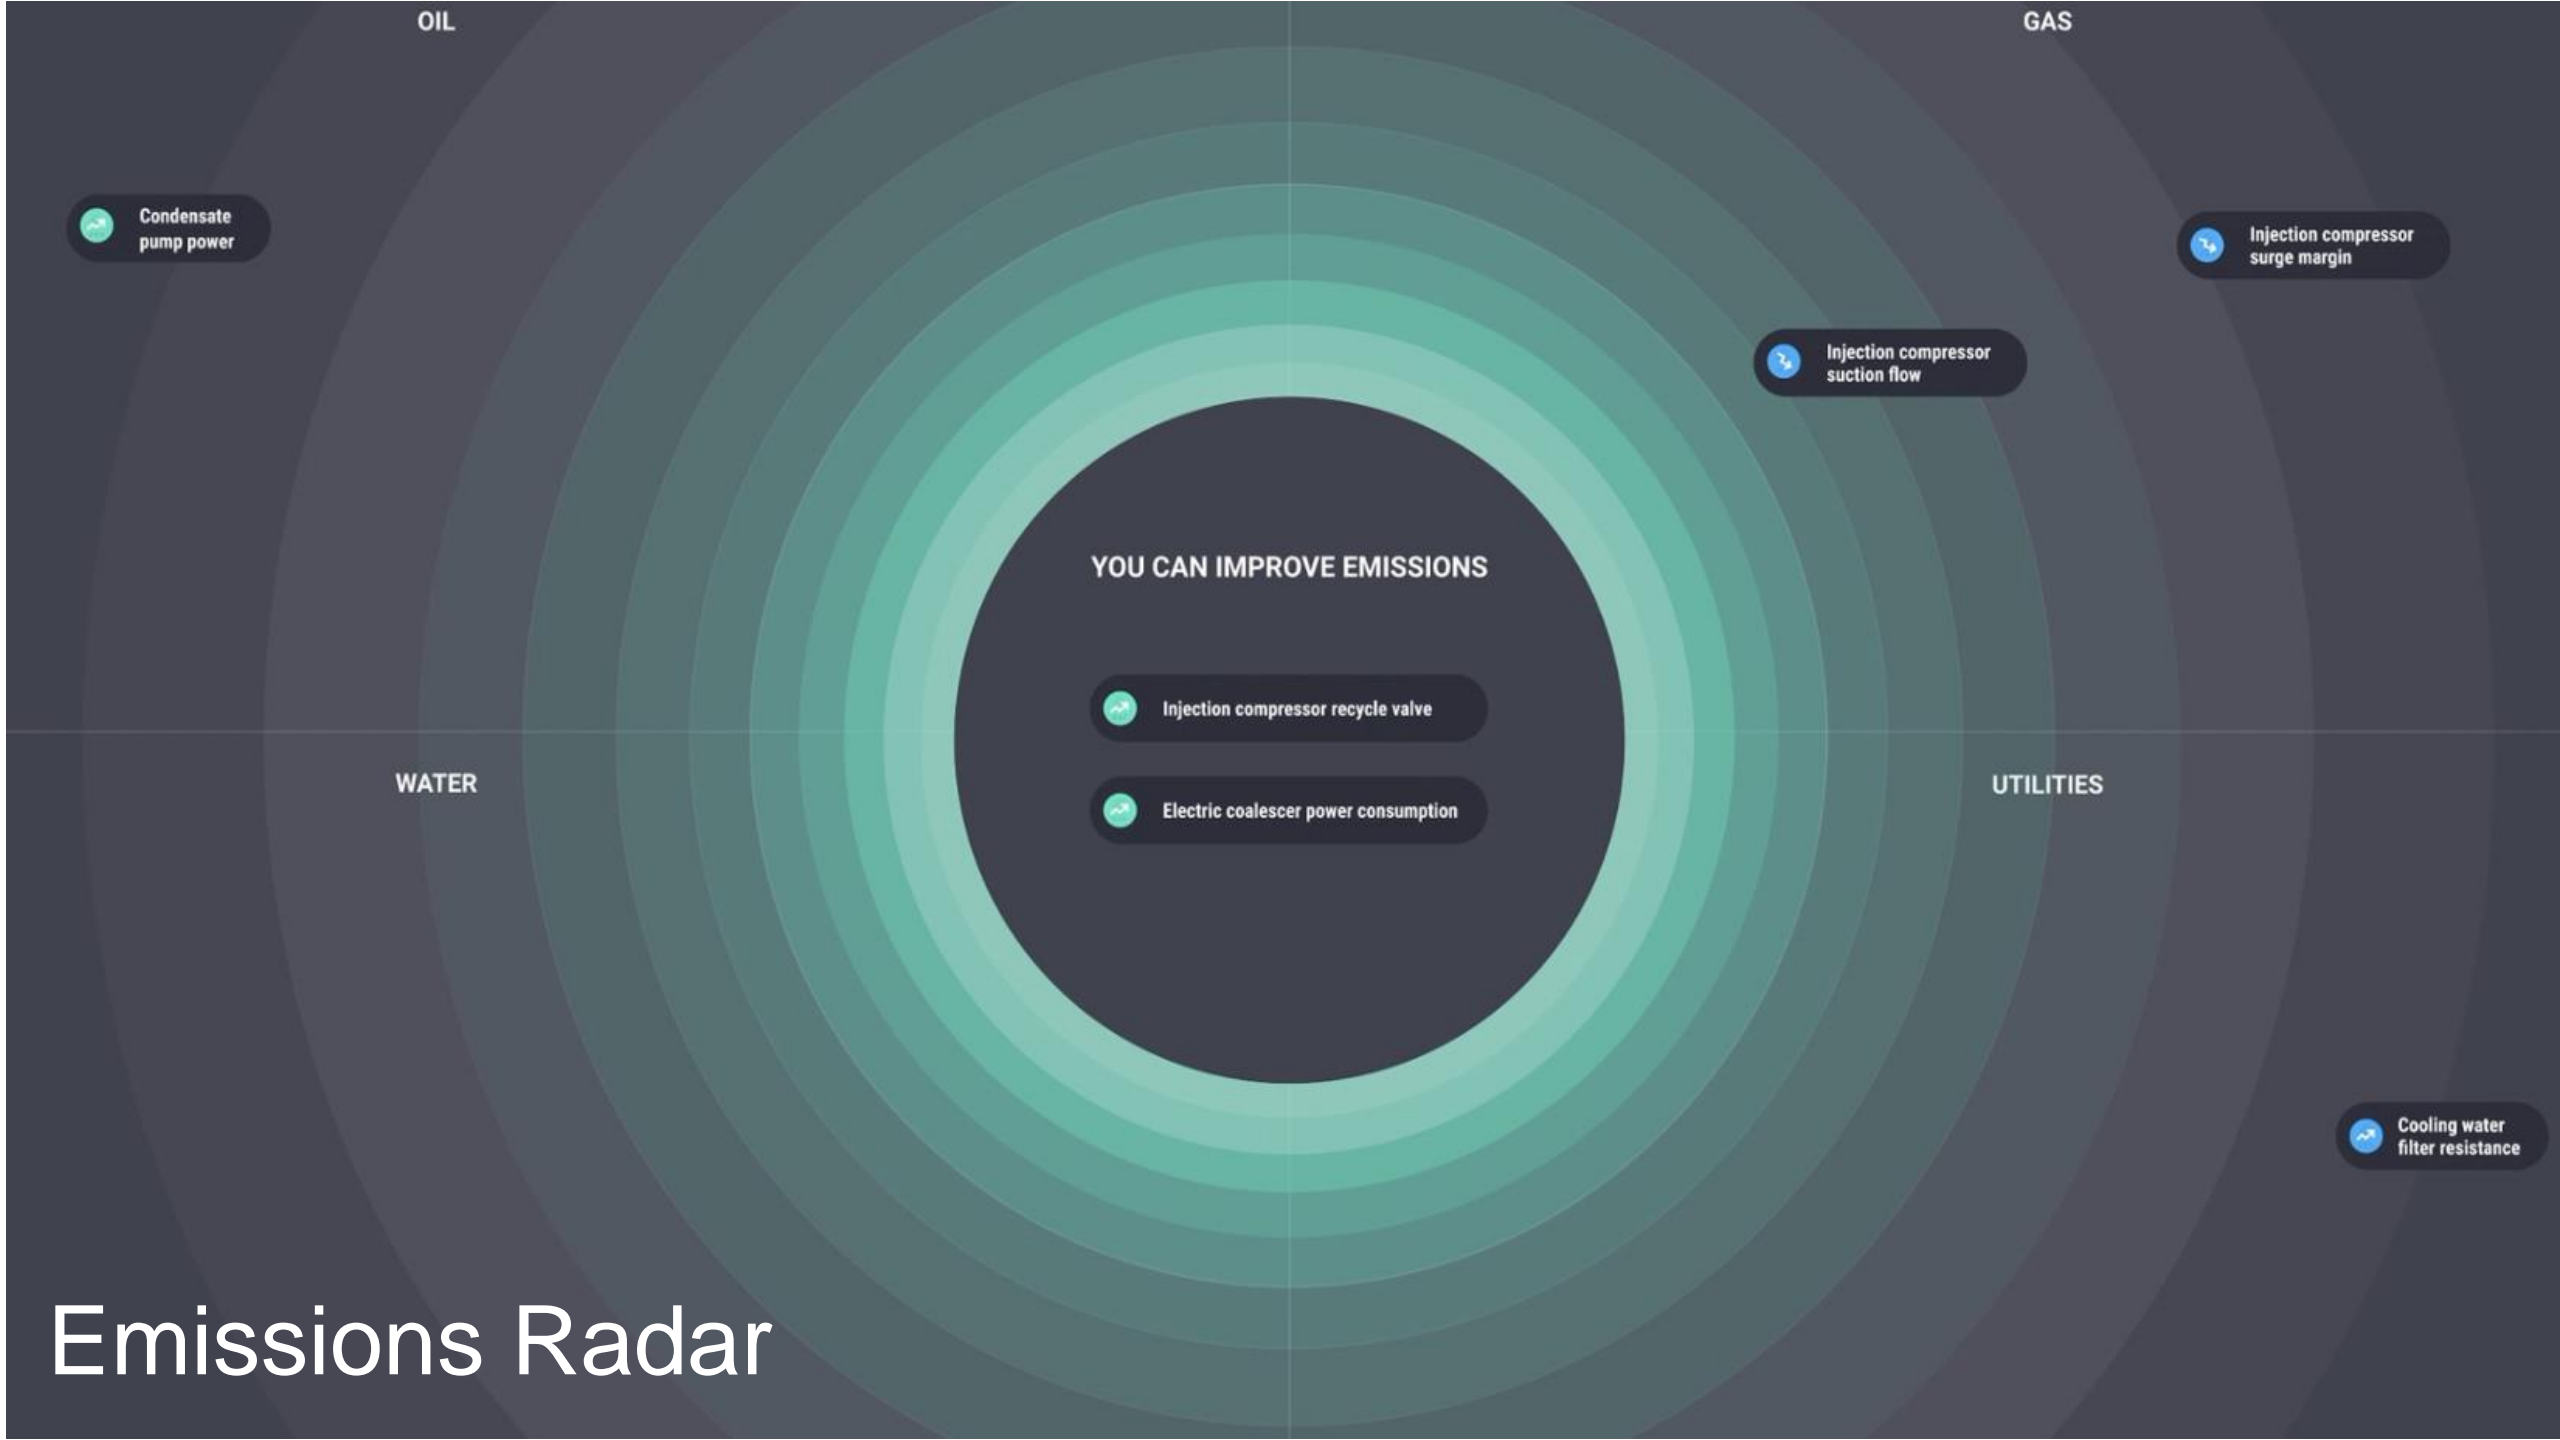 OIL
GAS
Condensate
pump power
Injection compressor
surge margin
Injection compressor
suction flow
YOU CAN IMPROVE EMISSIONS
Injection compressor recycle valve
Electric coalescer power consumption
WATER
UTILITIES
Cooling water
filter resistance
Emissions Radar